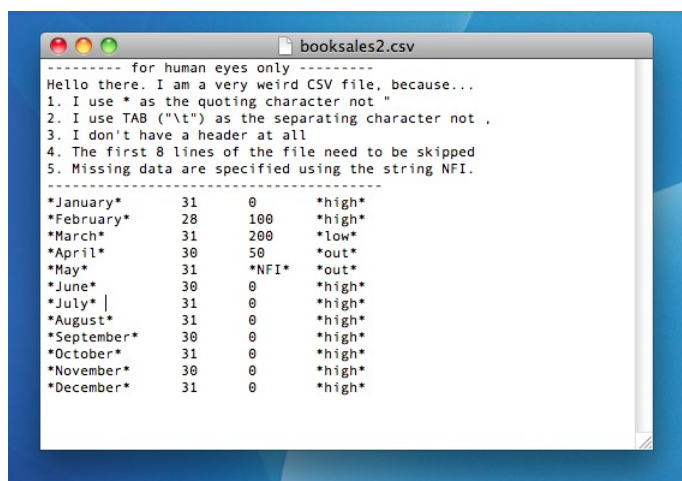 booksales2.csv
--------- for human eyes only ---------
Hello there. I am a very weird CSV file, because...
1. I use * as the quoting character not "
2. I use TAB ("\t") as the separating character not ,
3. I don't have a header at all
4. The first 8 lines of the file need to be skipped
5. Missing data are specified using the string NFI.
----------------------------------------
*January* 31 0 *high*
*February* 28 100 *high*
*March* 31 200 *low*
*April* 30 50 *out*
*May* 31 *NFI* *out*
*June* 30 0 *high*
*July* 31 0 *high*
*August* 31 0 *high*
*September* 30 0 *high*
*October* 31 0 *high*
*November* 30 0 *high*
*December* 31 0 *high*